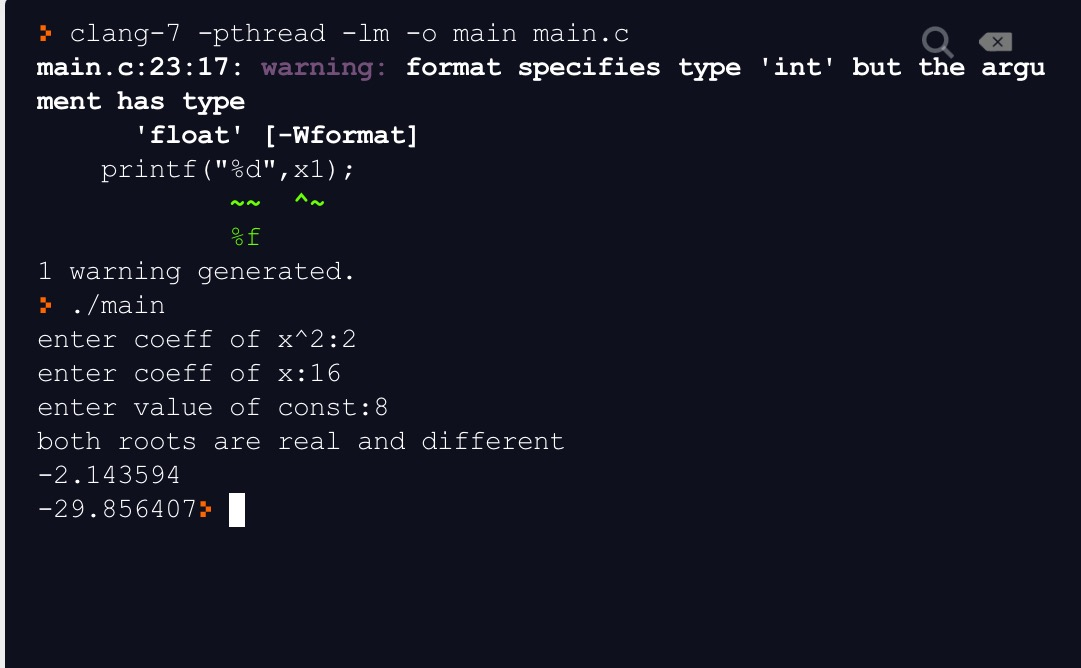 clang-7 -pthread -lm -o main main.c
main.c:23:17: warning: format specifies type 'int' but the argu
ment has type
      'float' [-Wformat]
    printf("%d",x1);
            ~~  ^~
            %f
1 warning generated.
./main
enter coeff of x^2:2
enter coeff of x:16
enter value of const:8
both roots are real and different
-2.143594
-29.856407